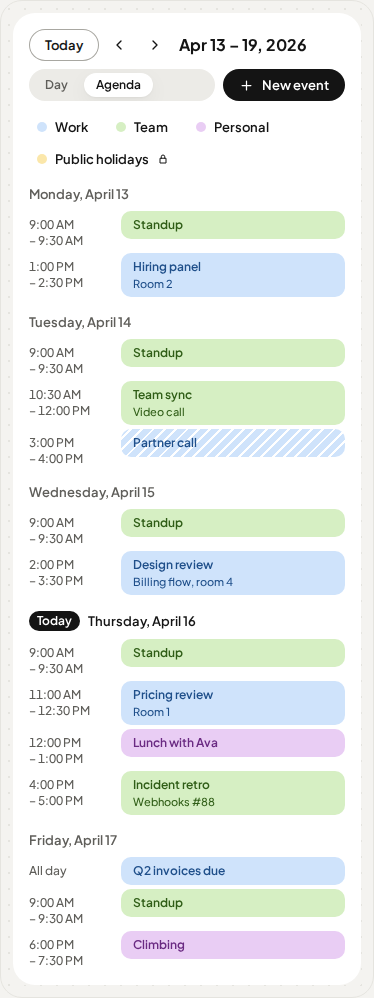 Today
Apr 13 – 19, 2026
Day
Agenda
New event
Work
Team
Personal
Public holidays
Monday, April 13
9:00 AM
– 9:30 AM
Standup
1:00 PM
– 2:30 PM
Hiring panel
Room 2
Tuesday, April 14
9:00 AM
– 9:30 AM
Standup
10:30 AM
– 12:00 PM
Team sync
Video call
3:00 PM
– 4:00 PM
Partner call
Wednesday, April 15
9:00 AM
– 9:30 AM
Standup
2:00 PM
– 3:30 PM
Design review
Billing flow, room 4
Today
Thursday, April 16
9:00 AM
– 9:30 AM
Standup
11:00 AM
– 12:30 PM
Pricing review
Room 1
12:00 PM
– 1:00 PM
Lunch with Ava
4:00 PM
– 5:00 PM
Incident retro
Webhooks #88
Friday, April 17
All day
Q2 invoices due
9:00 AM
– 9:30 AM
Standup
6:00 PM
– 7:30 PM
Climbing